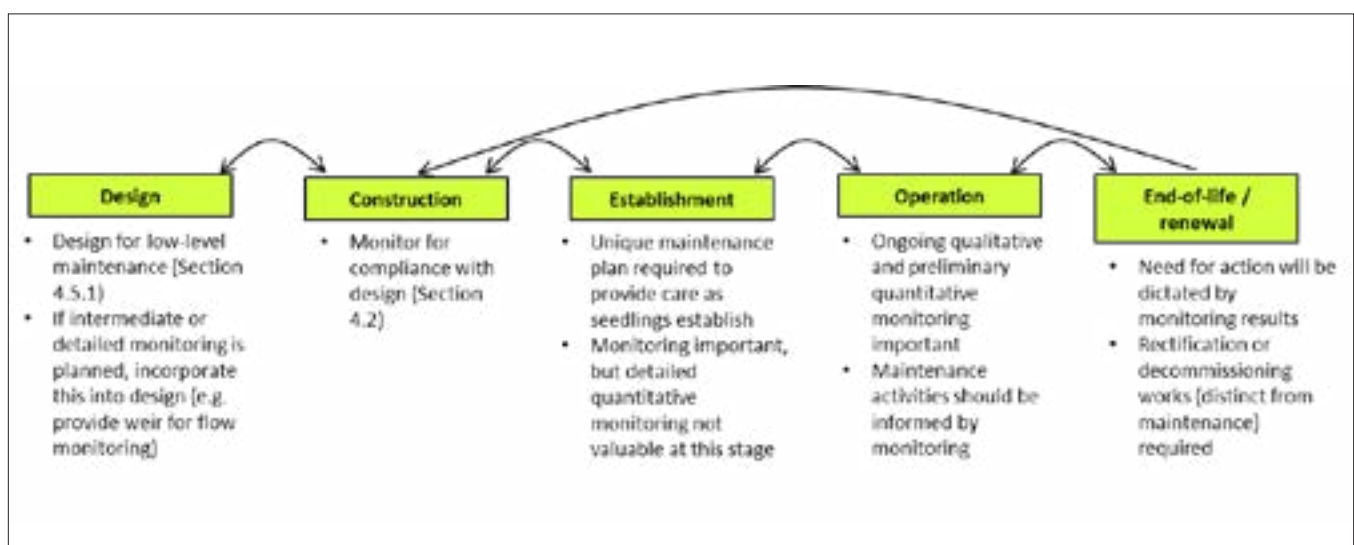 Design
• Design for low-level
maintenance (Section
4.5.1)
• If intermediate or
detailed monitoring is
planned, incorporate
this into design (e.g.
provide weir for flow
monitoring)
Construction
• Monitor for
compliance with
design (Section
4.2)
Establishment
• Unique maintenance
plan required to
provide care as
seedlings establish
• Monitoring important,
but detailed
quantitative
monitoring not
valuable at this stage
Operation
• Ongoing qualitative
and preliminary
quantitative
monitoring
important
• Maintenance
activities should be
informed by
monitoring
End-of-life /
renewal
• Need for action will be
dictated by
monitoring results
• Rectification or
decommissioning
works (distinct from
maintenance)
required